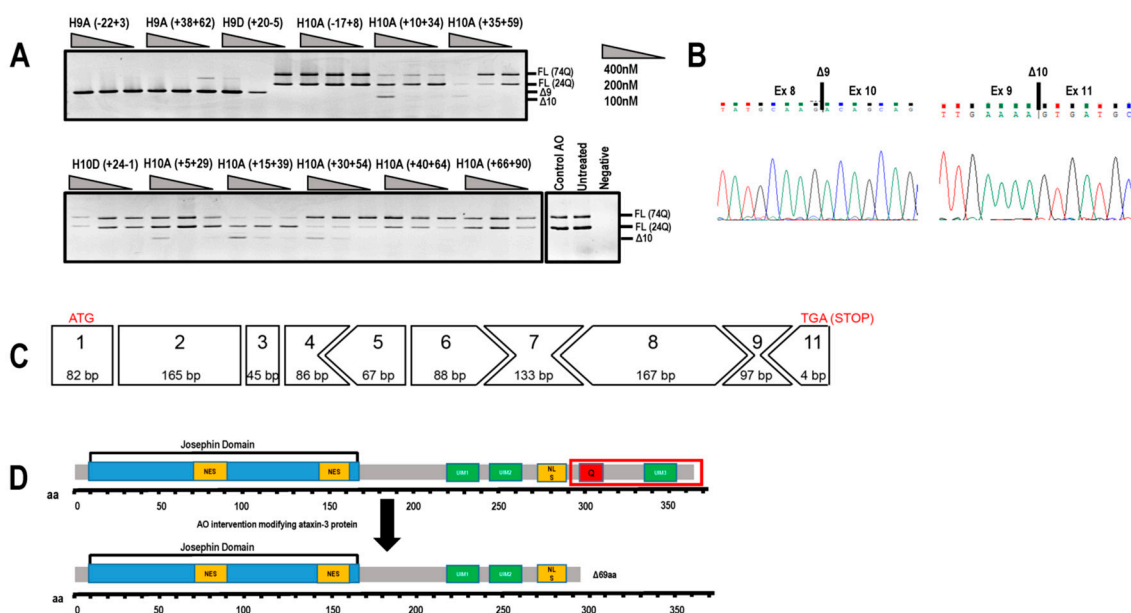 A
H9A (-22+3) H9A (+38+62) H9D (+20-5) H10A (-17+8) H10A (+10+34) H10A (+35+59)
FL (74Q)
FL (24Q)
Δ9
Δ10
400nM
200nM
100nM
H10D (+24-1) H10A (+5+29) H10A (+15+39) H10A (+30+54) H10A (+40+64) H10A (+66+90)
Control AO
Untreated
Negative
FL (74Q)
FL (24Q)
Δ10
B
Δ9
Ex 8 Ex 10
T A T G C A A G A C A G C A G
Δ10
Ex 9 Ex 11
T T G A A A A G T G A T G C
C
ATG TGA (STOP)
1 2 3 4 5 6 7 8 9 11
82 bp 165 bp 45 bp 86 bp 67 bp 88 bp 133 bp 167 bp 97 bp 4 bp
D
Josephin Domain
NES NES UIM1 UIM2 NLS Q UIM3
aa 0 50 100 150 200 250 300 350
AO intervention modifying ataxin-3 protein
Josephin Domain
NES NES UIM1 UIM2 NLS Δ69aa
aa 0 50 100 150 200 250 300 350